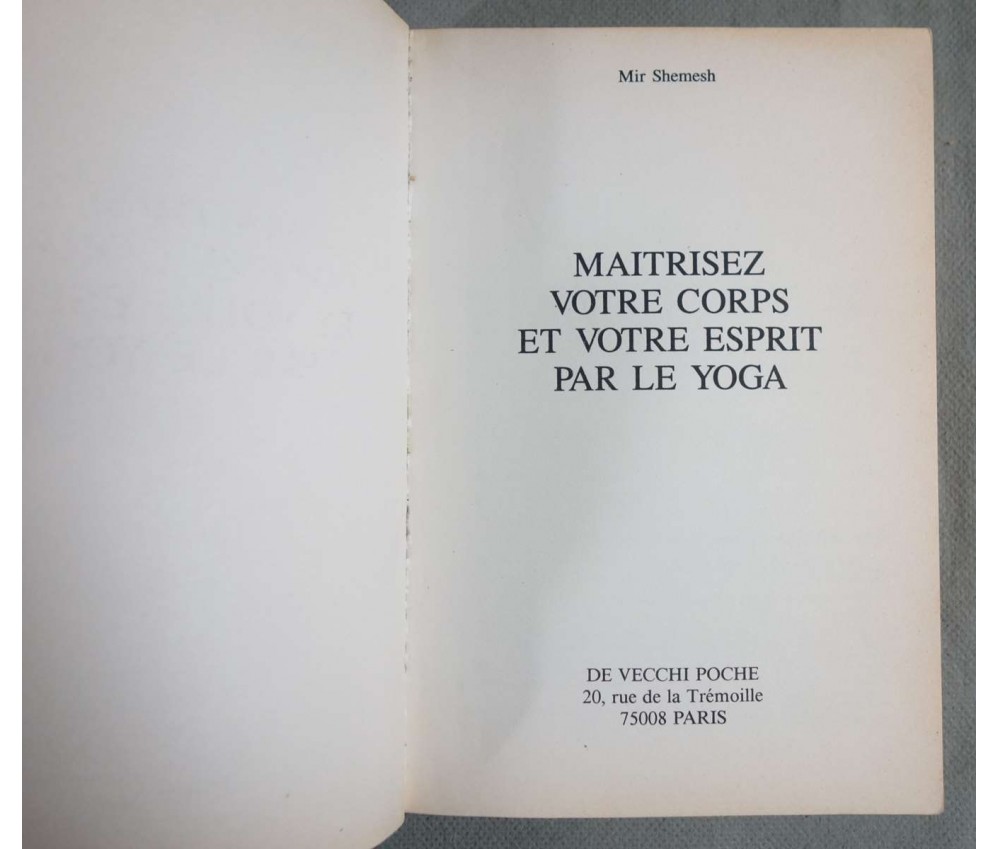 Mir Shemesh
MAITRISEZ
VOTRE CORPS
ET VOTRE ESPRIT
PAR LE YOGA
DE VECCHI POCHE
20, rue de la Trémoille
75008 PARIS